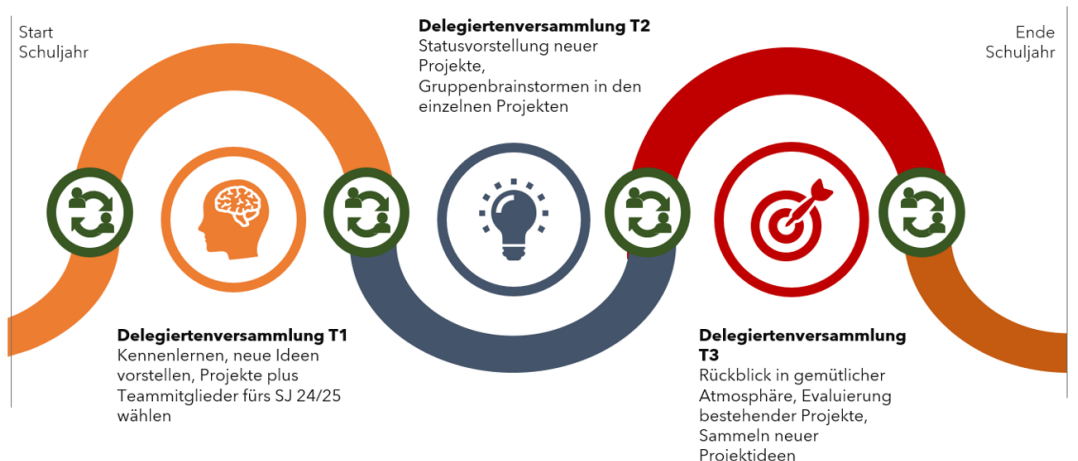 Start
Schuljahr
Delegiertenversammlung T1
Kennenlernen, neue Ideen
vorstellen, Projekte plus
Teammitglieder fürs SJ 24/25
wählen
Delegiertenversammlung T2
Statusvorstellung neuer
Projekte,
Gruppenbrainstormen in den
einzelnen Projekten
Delegiertenversammlung
T3
Rückblick in gemütlicher
Atmosphäre, Evaluierung
bestehender Projekte,
Sammeln neuer
Projektideen
Ende
Schuljahr